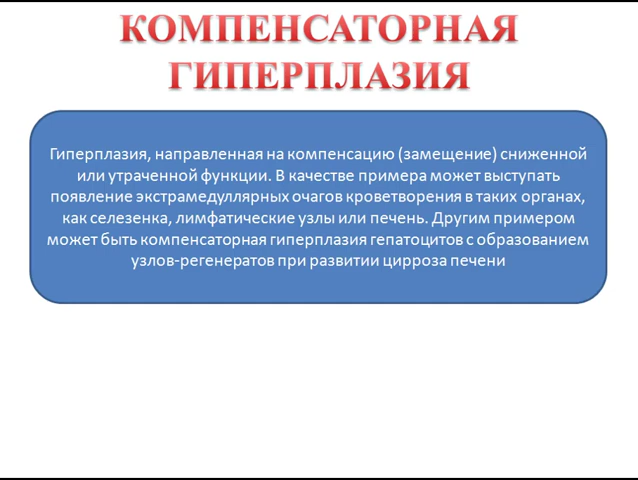 КОМПЕНСАТОРНАЯ
ГИПЕРПЛАЗИЯ
Гиперплазия, направленная на компенсацию (замещение) сниженной
или утраченной функции. В качестве примера может выступать
появление экстрамедуллярных очагов кроветворения в таких органах,
как селезенка, лимфатические узлы или печень. Другим примером
может быть компенсаторная гиперплазия гепатоцитов с образованием
узлов-регенератов при развитии цирроза печени